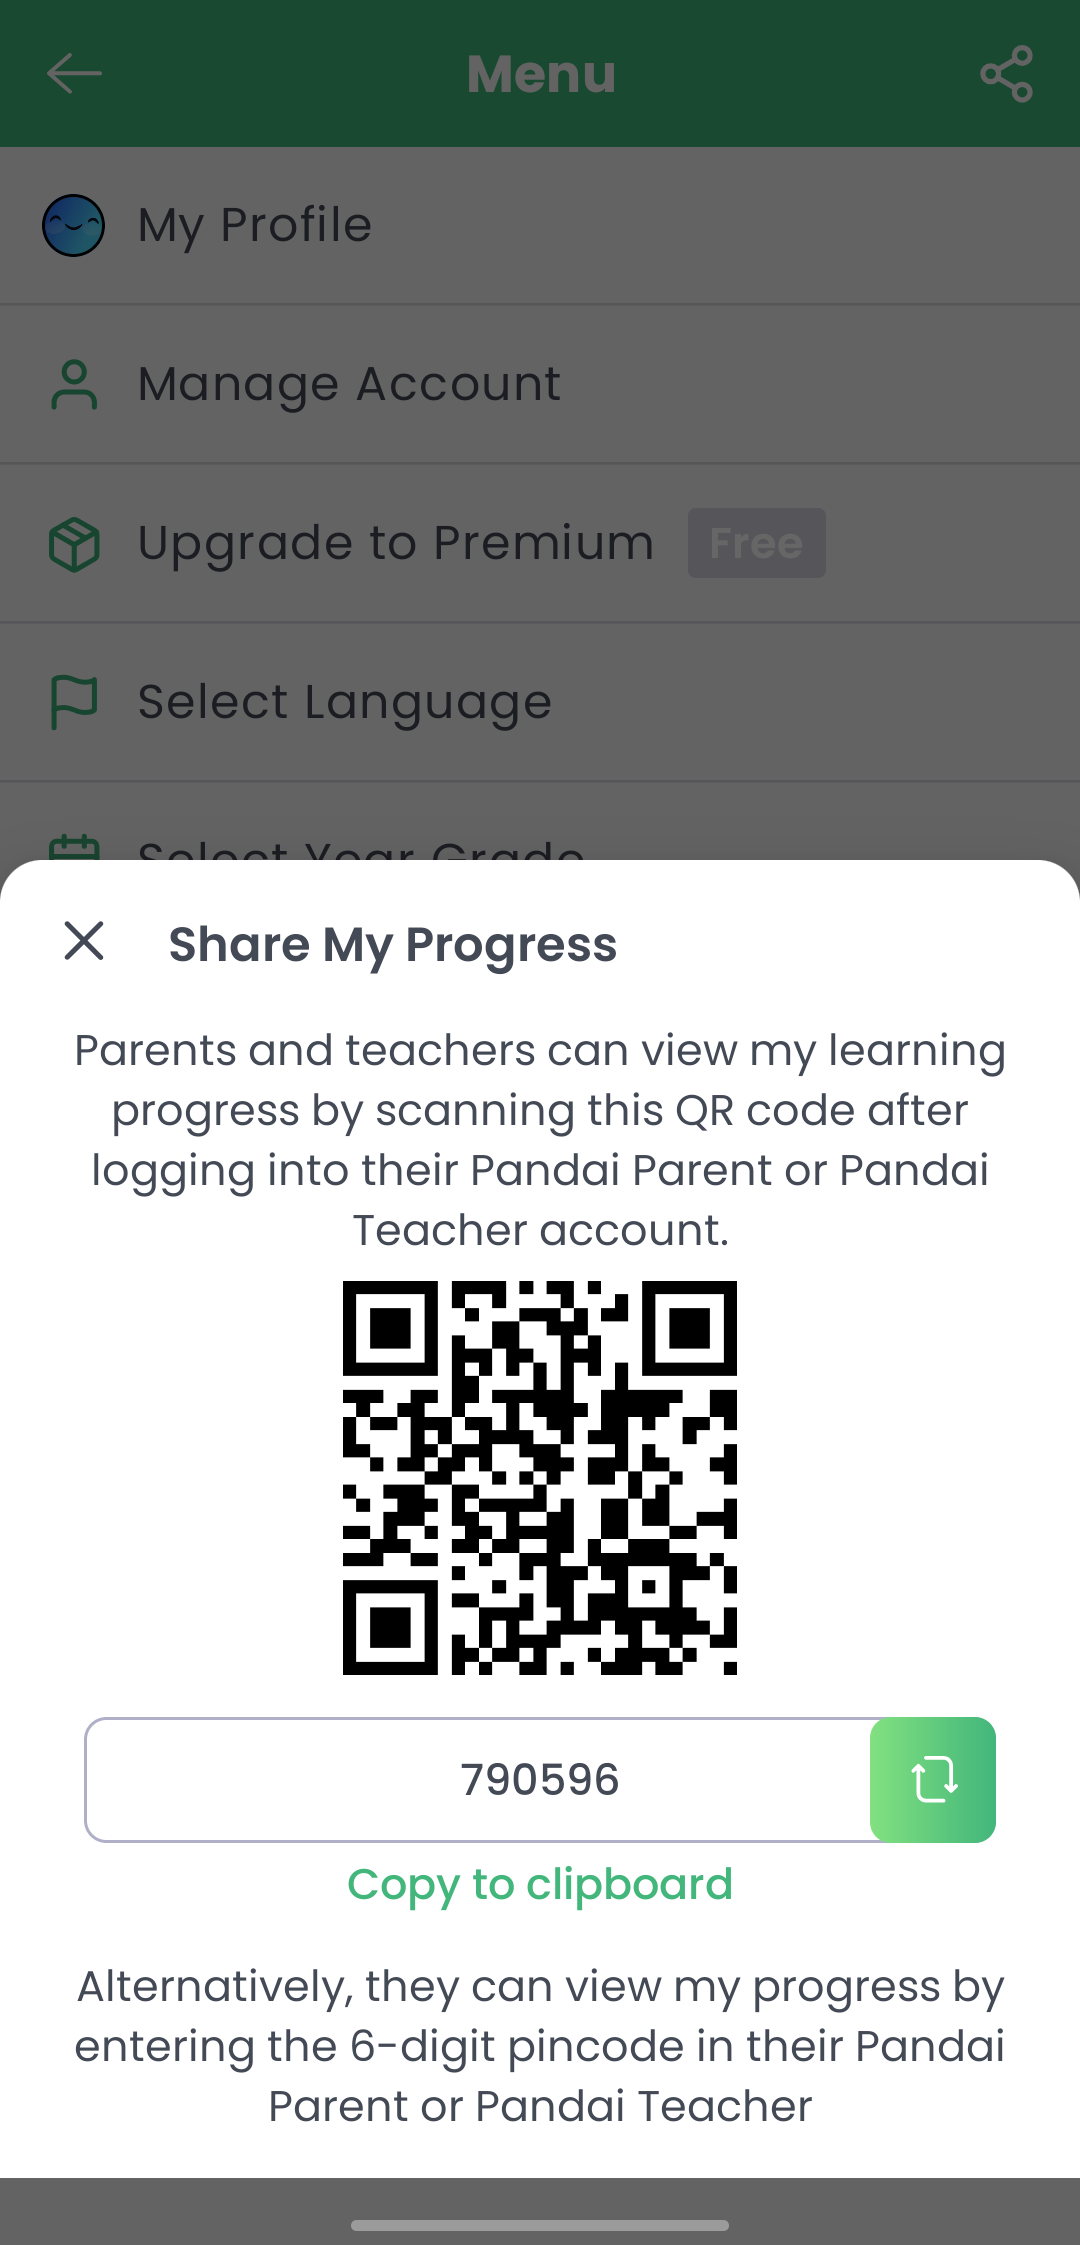 Menu
My Profile
Manage Account
Upgrade to Premium Free
Select Language
Select Year Grade
Share My Progress
Parents and teachers can view my learning
progress by scanning this QR code after
logging into their Pandai Parent or Pandai
Teacher account.
790596
Copy to clipboard
Alternatively, they can view my progress by
entering the 6-digit pincode in their Pandai
Parent or Pandai Teacher